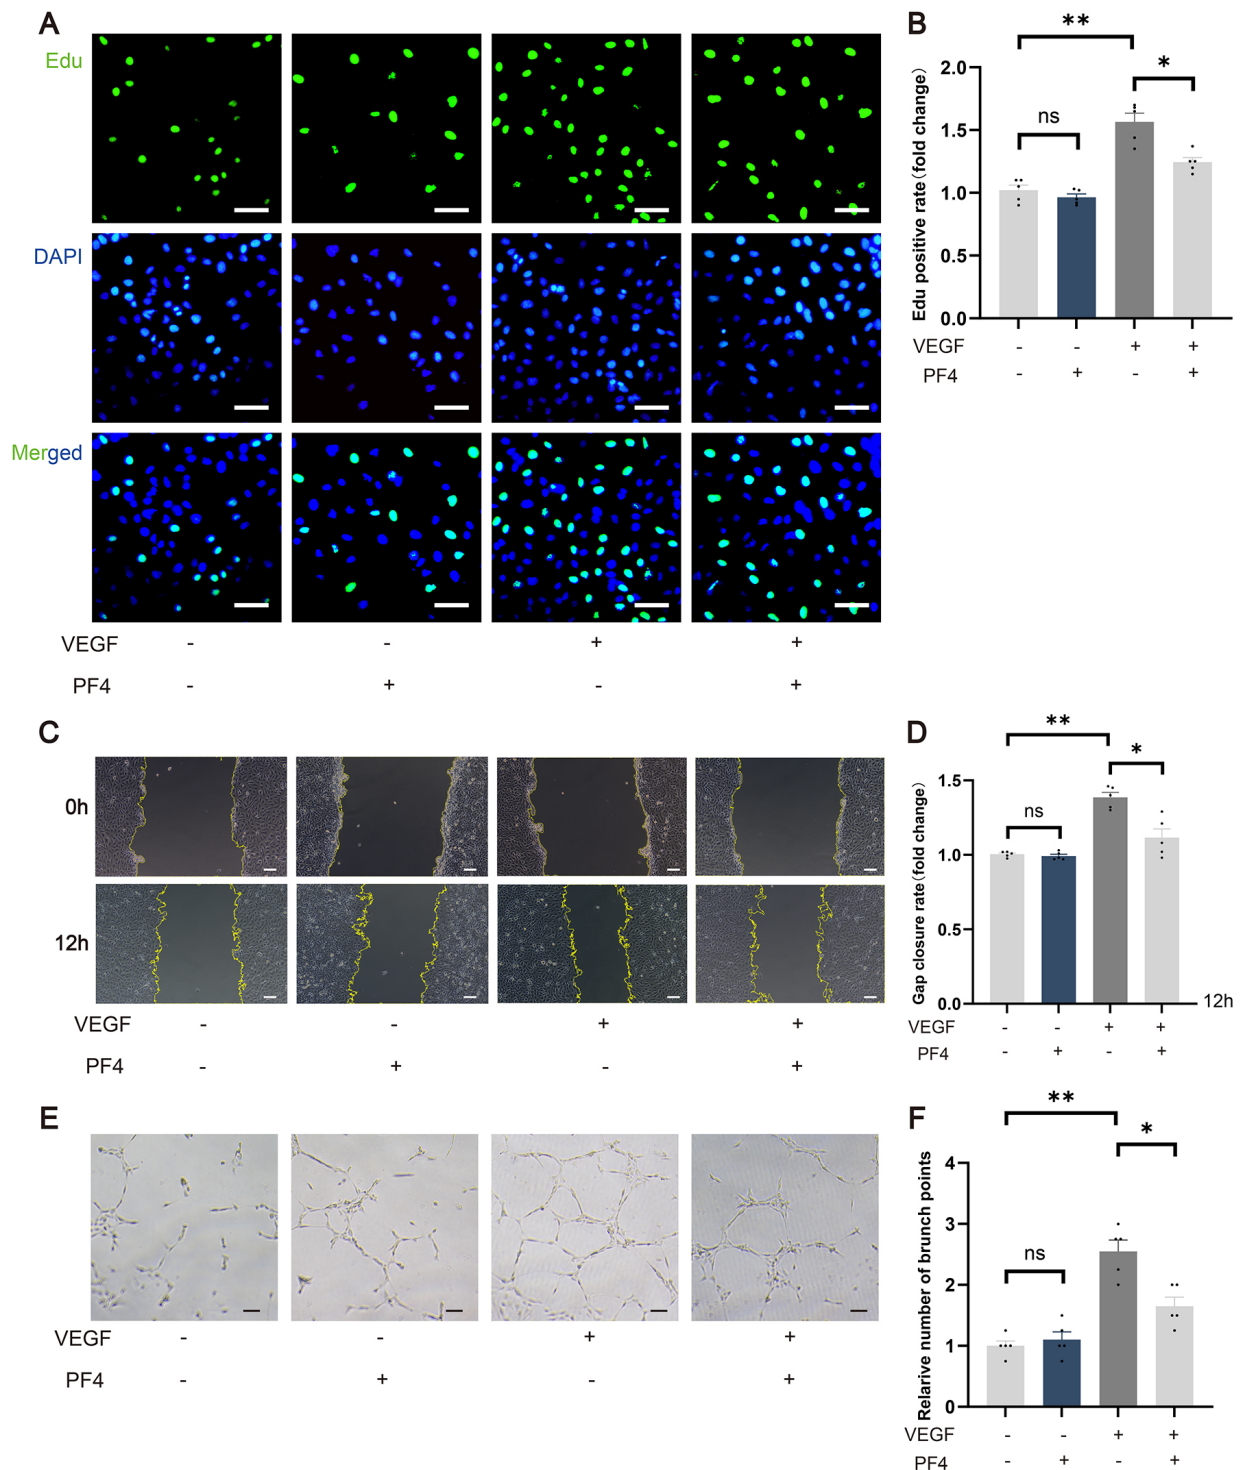 A
Edu
DAPI
Merged
VEGF - - + +
PF4 - + - +
B
** 
*
ns
Edu positive rate(fold change)
2.0
1.5
1.0
0.5
0.0
VEGF - - + +
PF4 - + - +
C
0h
12h
VEGF - - + +
PF4 - + - +
D
**
*
ns
Gap closure rate(fold change)
1.5
1.0
0.5
0.0
12h
VEGF - - + +
PF4 - + - +
E
VEGF - - + +
PF4 - + - +
F
**
*
ns
Relarive number of brunch points
4
3
2
1
0
VEGF - - + +
PF4 - + - +